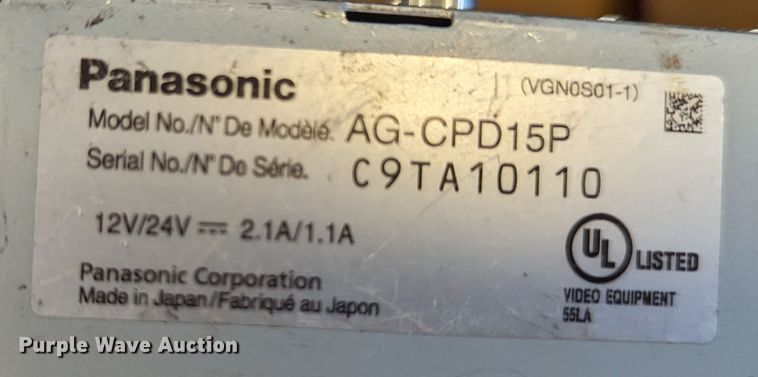 Panasonic
(VGN0S01-1)
Model No./N° De Modèlé. AG-CPD15P
Serial No./N° De Série. C9TA10110
12V/24V ⎓ 2.1A/1.1A
UL LISTED
Panasonic Corporation
Made in Japan/Fabriqué au Japon
VIDEO EQUIPMENT
55LA
Purple Wave Auction